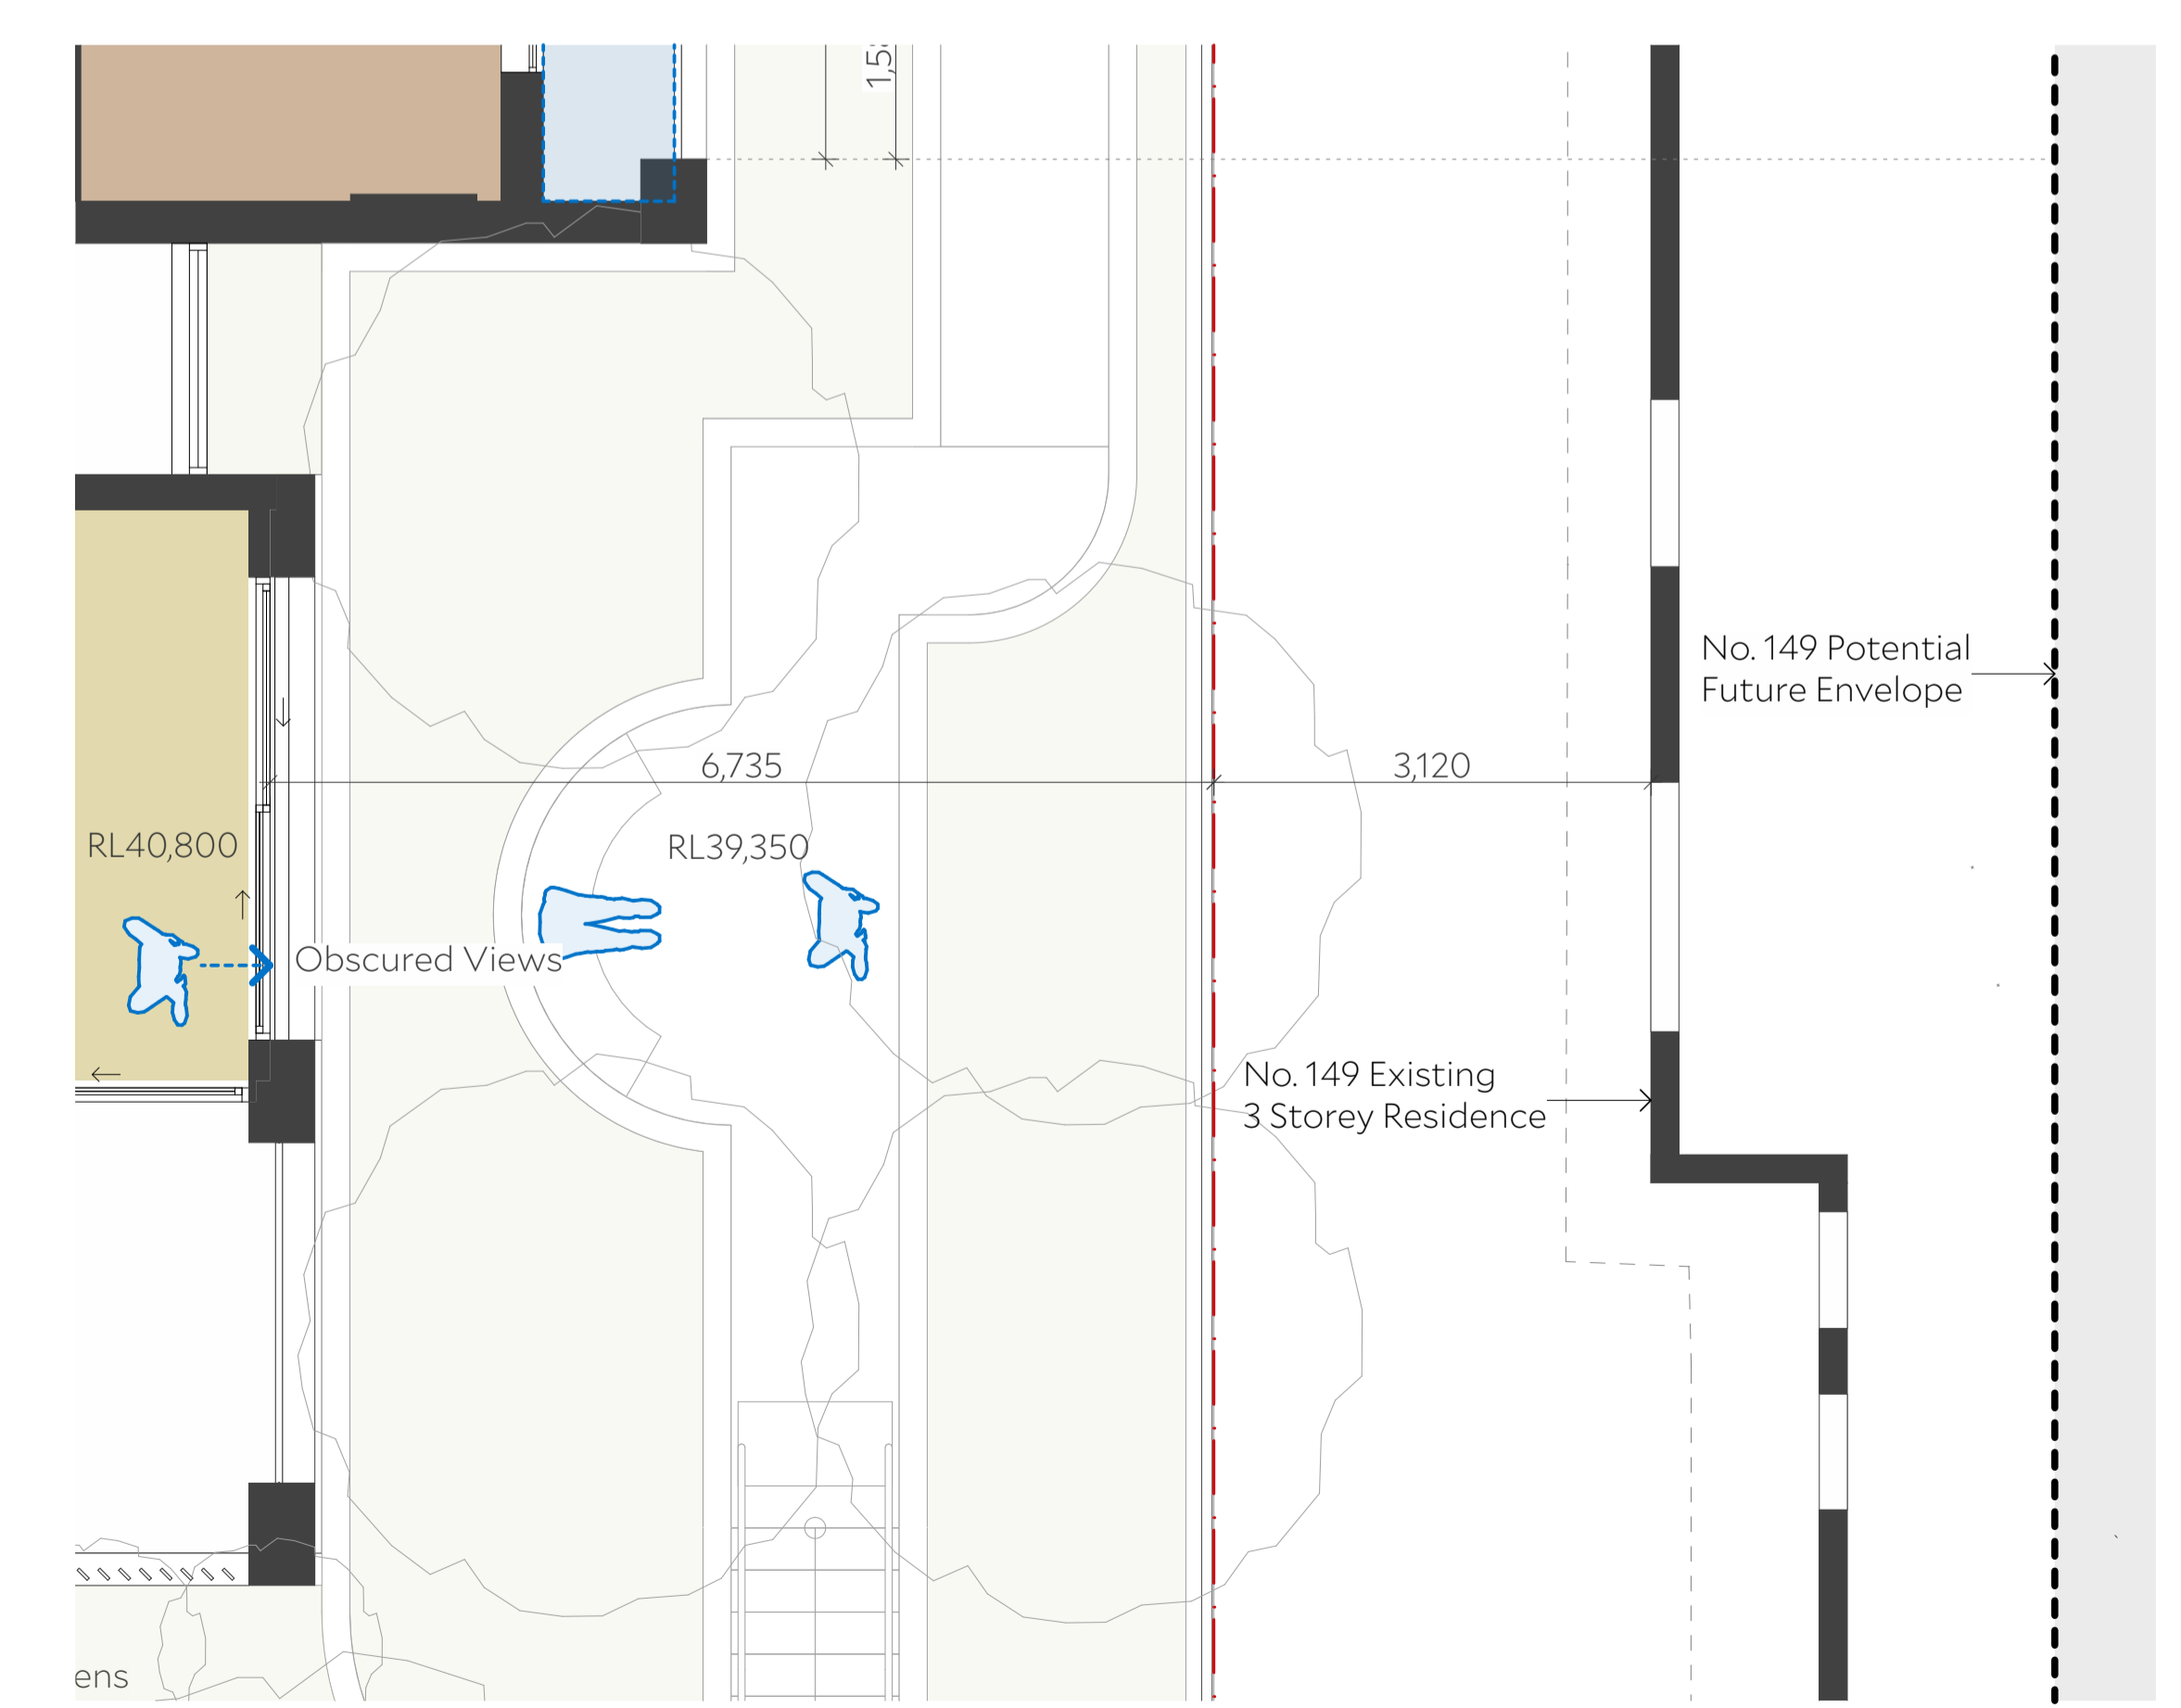 No. 149 Potential
Future Envelope
6,735
3,120
RL40,800
RL39,350
Obscured Views
No. 149 Existing
3 Storey Residence